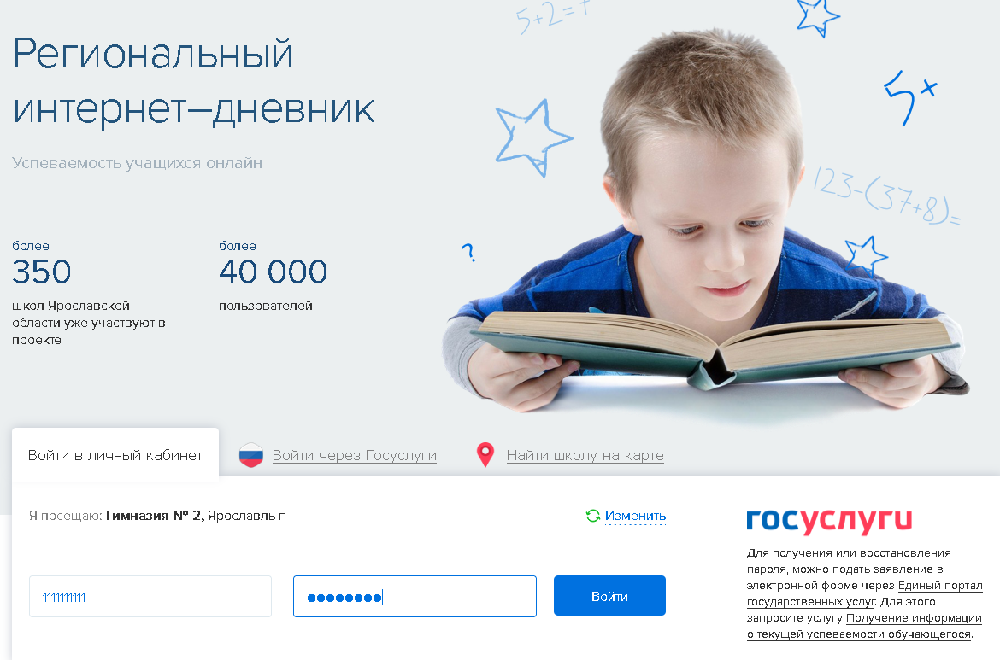 5+2=7
Региональный
интернет–дневник
5×
Успеваемость учащихся онлайн
123-(37+8)=
?
более
350
школ Ярославской
области уже участвуют в
проекте
более
40 000
пользователей
Войти в личный кабинет
Войти через Госуслуги
Найти школу на карте
Я посещаю: Гимназия № 2, Ярославль г
Изменить
1111111111
●●●●●●●●
Войти
госуслуги
Для получения или восстановления
пароля, можно подать заявление в
электронной форме через Единый портал
государственных услуг. Для этого
запросите услугу Получение информации
о текущей успеваемости обучающегося.